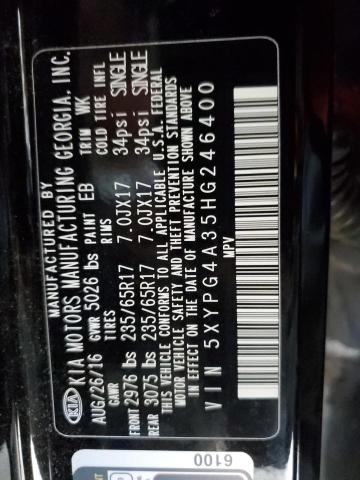 MANUFACTURED BY
KIA KIA MOTORS MANUFACTURING GEORGIA, INC.
AUG/26/16 GVWR 5026 lbs PAINT EB TRIM WK
GAWR TIRES RIMS COLD TIRE INFL
FRONT 2976 lbs 235/65R17 7.0JX17 34psi SINGLE
REAR 3075 lbs 235/65R17 7.0JX17 34psi SINGLE
THIS VEHICLE CONFORMS TO ALL APPLICABLE U.S.A. FEDERAL
MOTOR VEHICLE SAFETY AND THEFT PREVENTION STANDARDS
IN EFFECT ON THE DATE OF MANUFACTURE SHOWN ABOVE
VIN 5XYPG4A35HG246400
MPV
6100